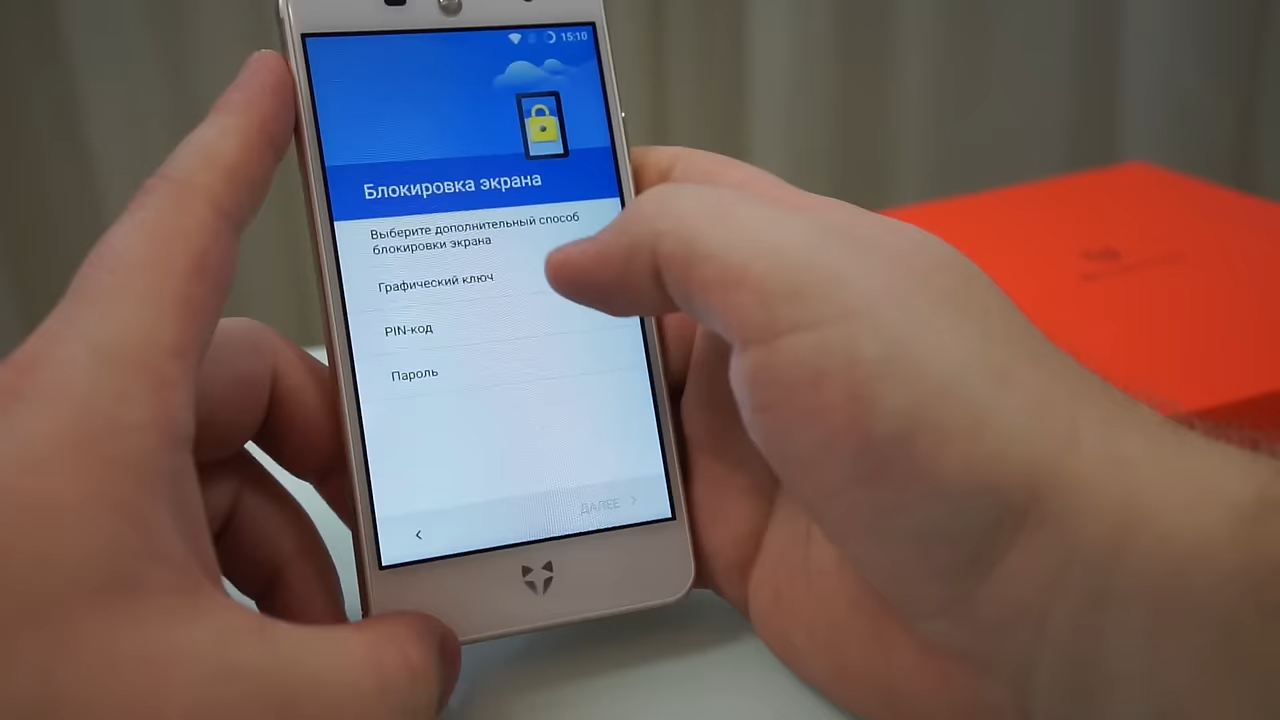 15:10
Блокировка экрана
Выберите дополнительный способ
блокировки экрана
Графический ключ
PIN-код
Пароль
ДАЛЕЕ